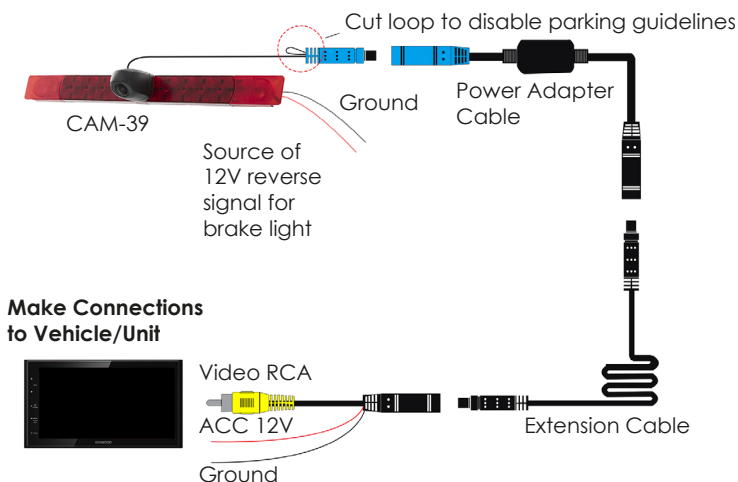 Cut loop to disable parking guidelines
Ground
Power Adapter
Cable
CAM-39
Source of
12V reverse
signal for
brake light
Make Connections
to Vehicle/Unit
KENWOOD
Video RCA
ACC 12V
Ground
Extension Cable